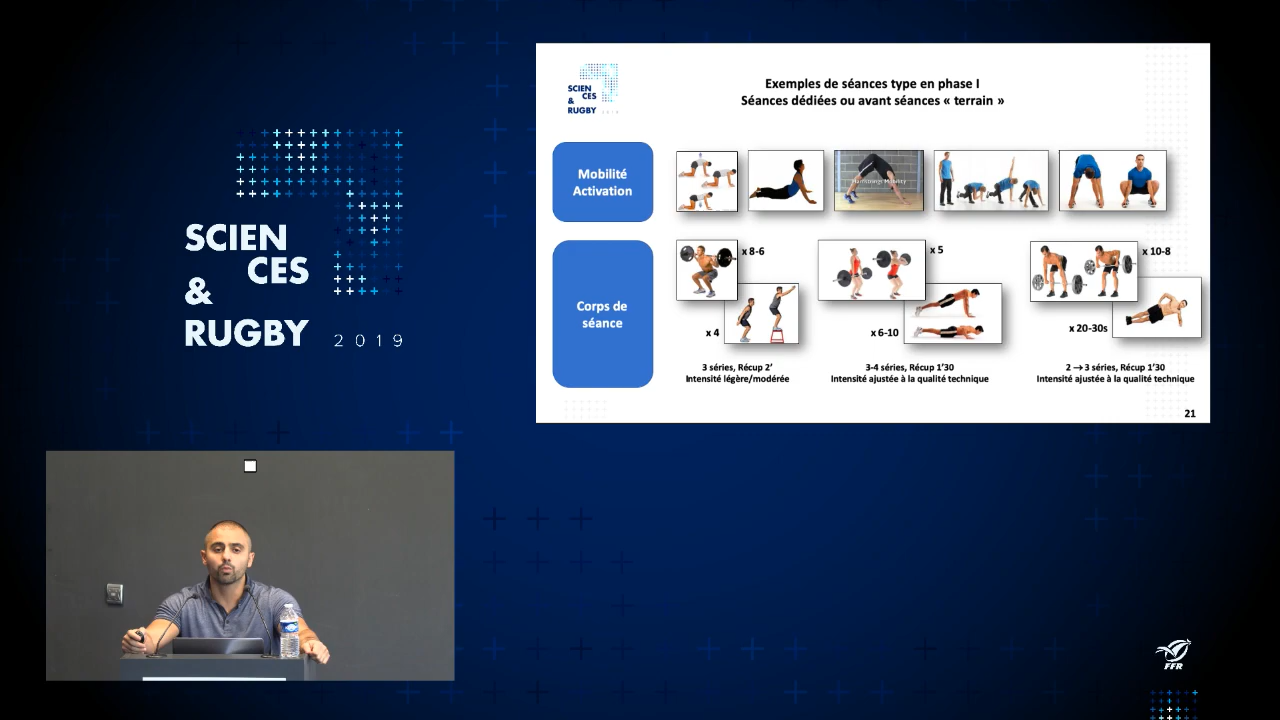 SCIEN
CES
&
RUGBY 2019
SCIEN
CES
&
RUGBY 2019
Exemples de séances type en phase I
Séances dédiées ou avant séances « terrain »
Mobilité
Activation
Hamstrings Mobility
Corps de
séance
x 8-6
x 4
x 5
x 6-10
x 10-8
x 20-30s
3 séries, Récup 2’
Intensité légère/modérée
3-4 séries, Récup 1’30
Intensité ajustée à la qualité technique
2 → 3 séries, Récup 1’30
Intensité ajustée à la qualité technique
21
FFR